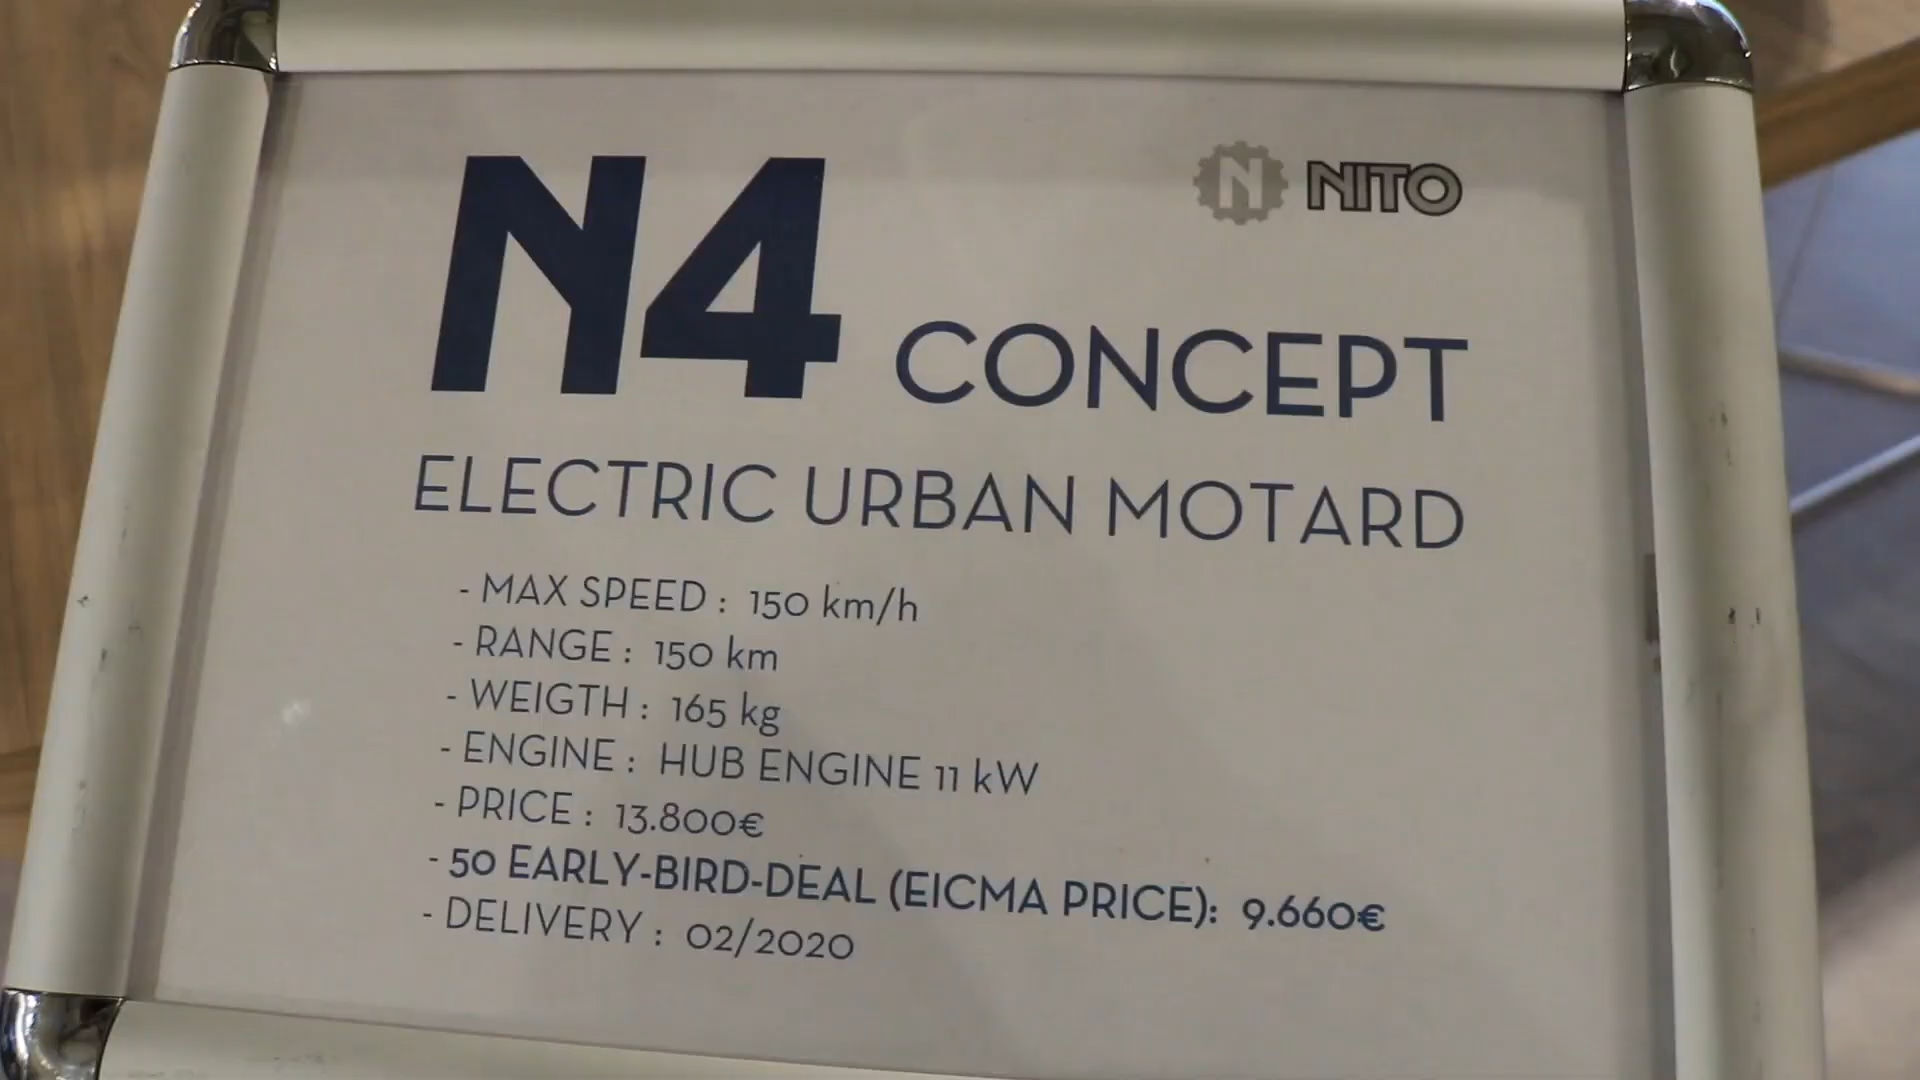 N NITO
N4 CONCEPT
ELECTRIC URBAN MOTARD
- MAX SPEED : 150 km/h
- RANGE : 150 km
- WEIGTH : 165 kg
- ENGINE : HUB ENGINE 11 kW
- PRICE : 13.800€
- 50 EARLY-BIRD-DEAL (EICMA PRICE): 9.660€
- DELIVERY : 02/2020